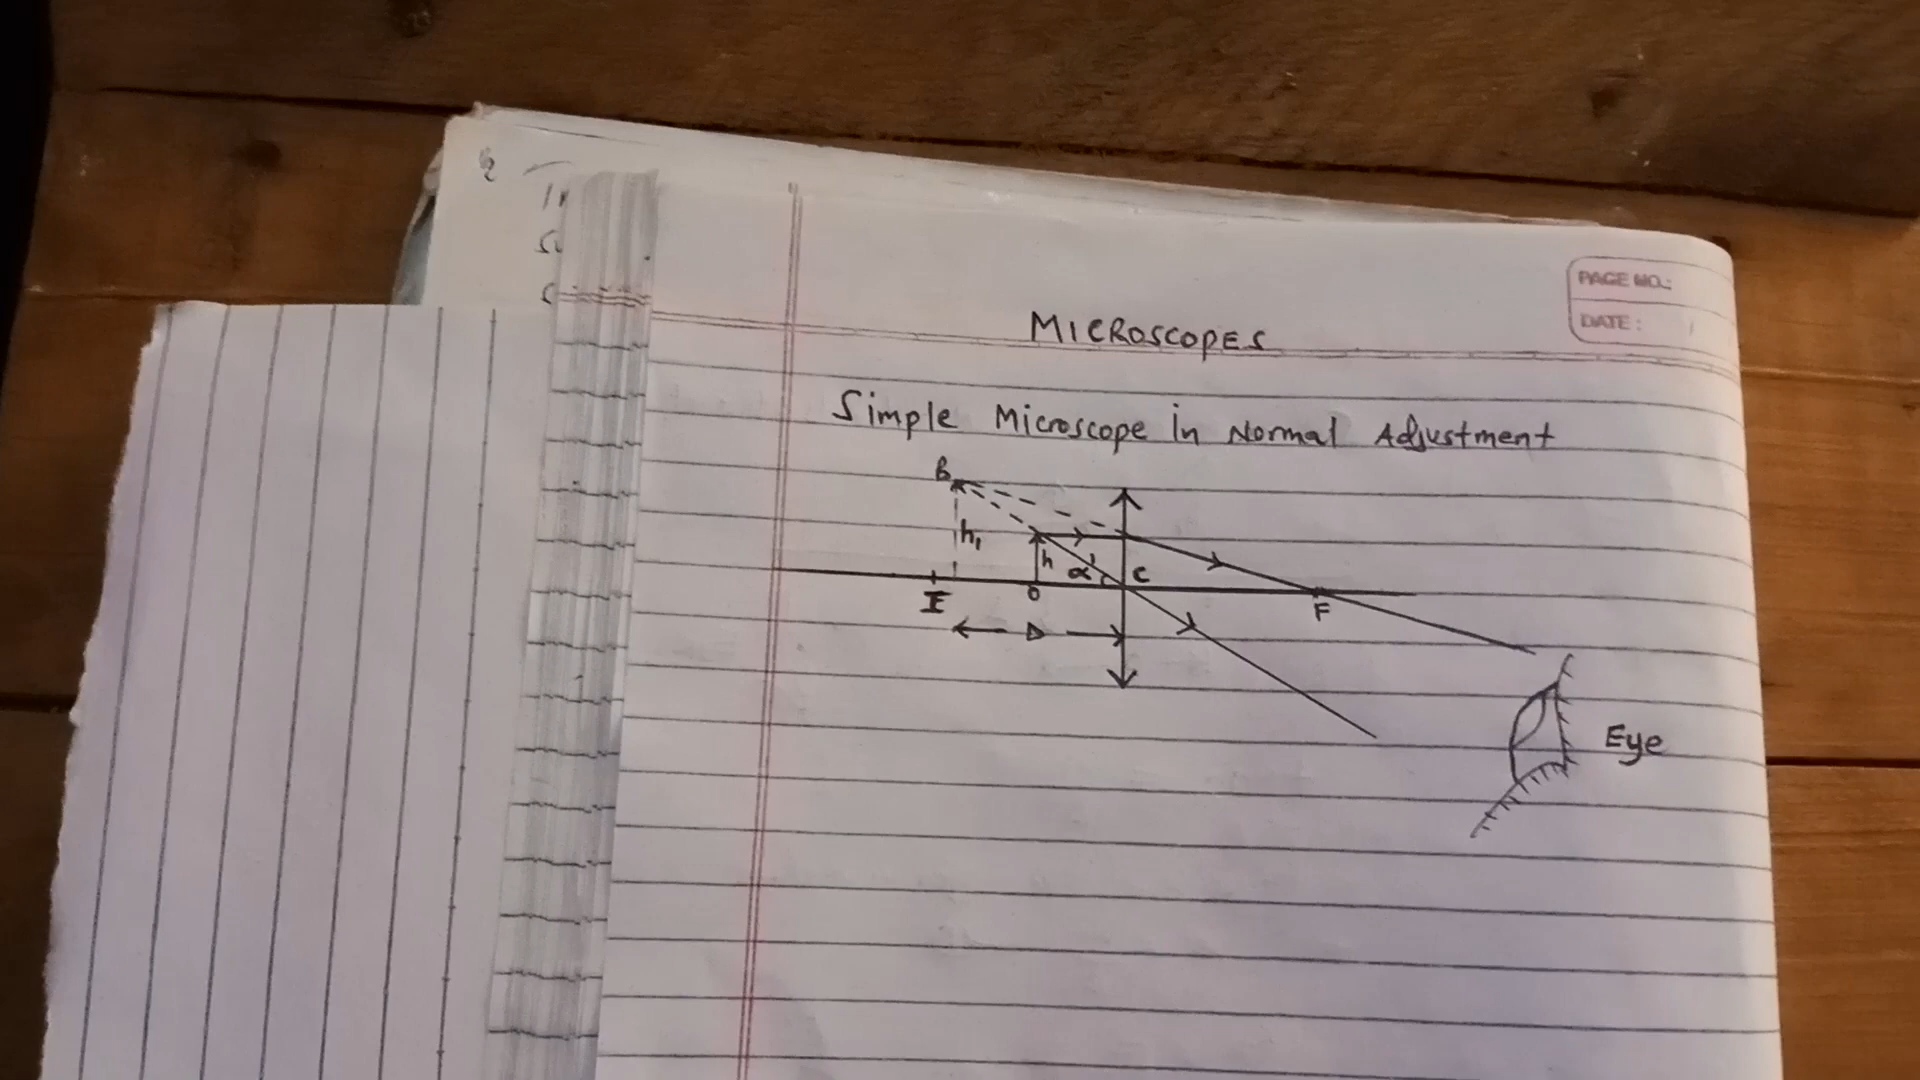 PAGE NO.:
DATE:
MICROSCOPES
Simple Microscope in Normal Adjustment
B
h₁
h α' C
I O F
D
Eye